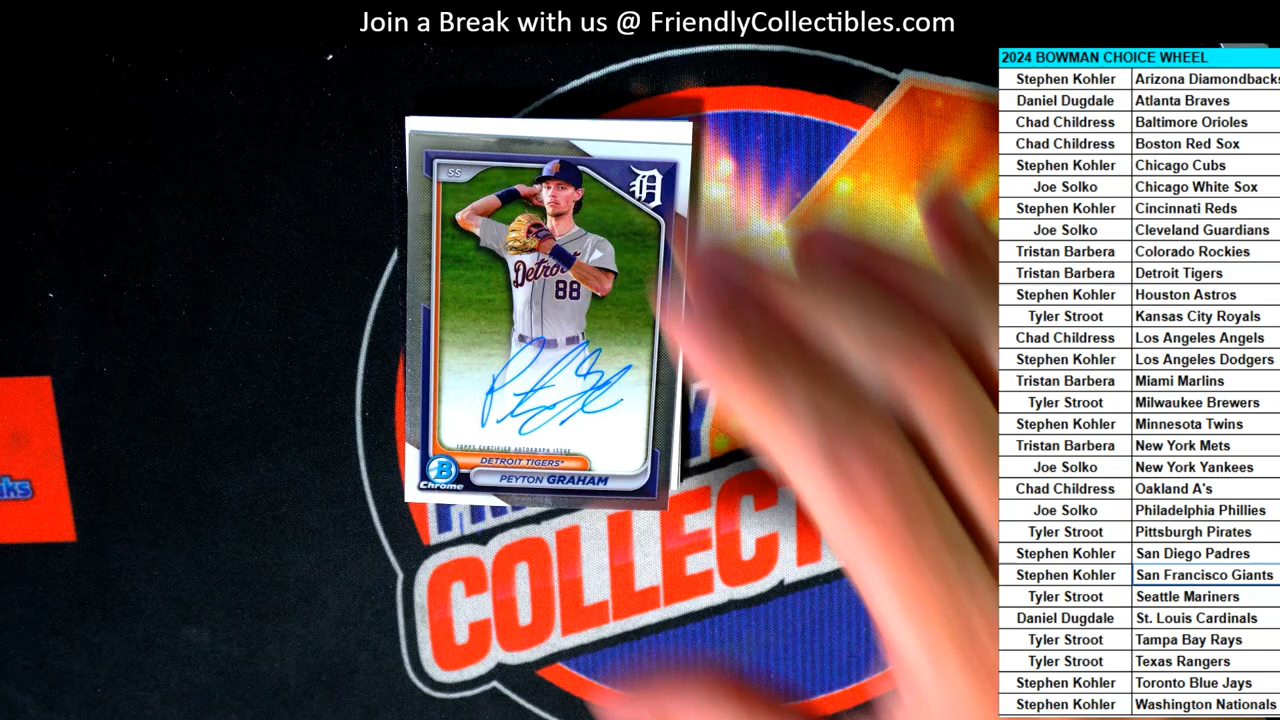 Join a Break with us @ FriendlyCollectibles.com
2024 BOWMAN CHOICE WHEEL
Stephen Kohler Arizona Diamondbacks
Daniel Dugdale Atlanta Braves
Chad Childress Baltimore Orioles
Chad Childress Boston Red Sox
Stephen Kohler Chicago Cubs
Joe Solko Chicago White Sox
Stephen Kohler Cincinnati Reds
Joe Solko Cleveland Guardians
Tristan Barbera Colorado Rockies
Tristan Barbera Detroit Tigers
Stephen Kohler Houston Astros
Tyler Stroot Kansas City Royals
Chad Childress Los Angeles Angels
Stephen Kohler Los Angeles Dodgers
Tristan Barbera Miami Marlins
Tyler Stroot Milwaukee Brewers
Stephen Kohler Minnesota Twins
Tristan Barbera New York Mets
Joe Solko New York Yankees
Chad Childress Oakland A's
Joe Solko Philadelphia Phillies
Tyler Stroot Pittsburgh Pirates
Stephen Kohler San Diego Padres
Stephen Kohler San Francisco Giants
Tyler Stroot Seattle Mariners
Daniel Dugdale St. Louis Cardinals
Tyler Stroot Tampa Bay Rays
Tyler Stroot Texas Rangers
Stephen Kohler Toronto Blue Jays
Stephen Kohler Washington Nationals
SS
D
Detroit
88
TOPPS CERTIFIED AUTOGRAPH ISSUE
DETROIT TIGERS
B
Chrome
PEYTON GRAHAM
COLLECT